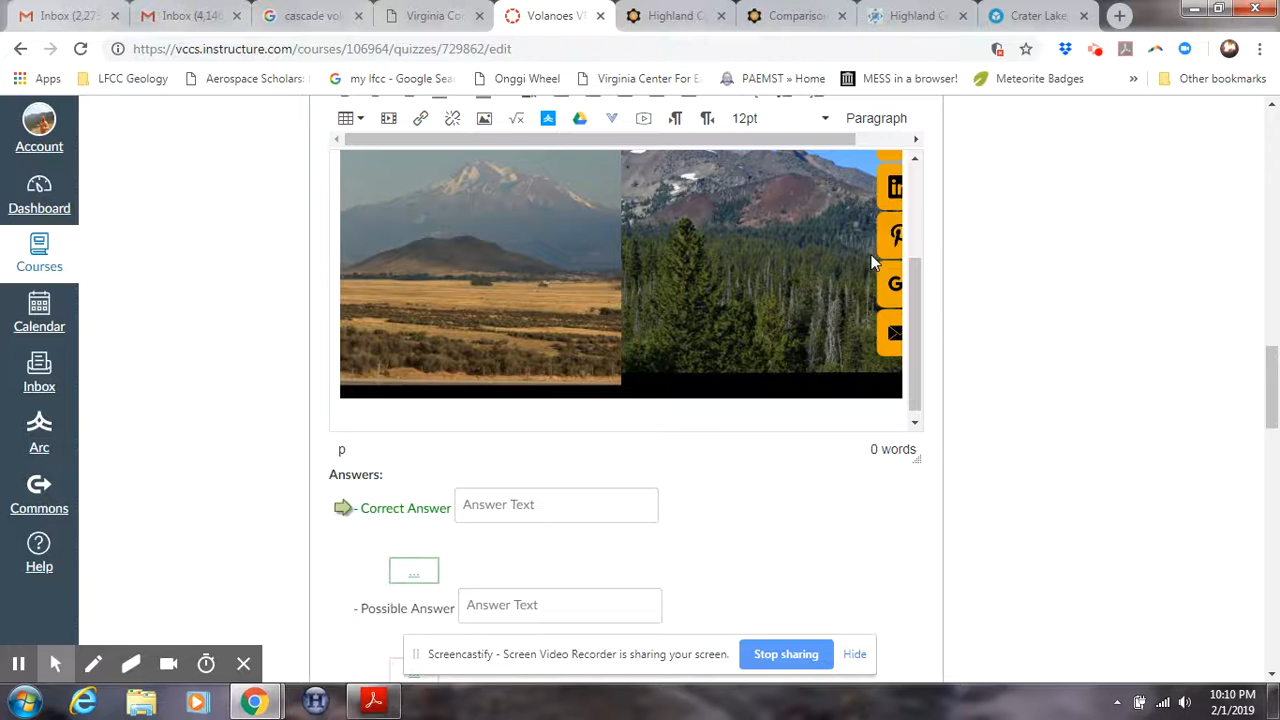 Inbox (2,27
Inbox (4,146
cascade vol
Virginia Co
Volanoes VF
Highland C
Comparison
Highland C
Crater Lake,
https://vccs.instructure.com/courses/106964/quizzes/729862/edit
Apps
LFCC Geology
Aerospace Scholars:
my lfcc - Google Sea
Onggi Wheel
Virginia Center For E
PAEMST » Home
MESS in a browser!
Meteorite Badges
»
Other bookmarks
Account
Dashboard
Courses
Calendar
Inbox
Arc
Commons
Help
12pt
Paragraph
p
0 words
Answers:
- Correct Answer
Answer Text
...
- Possible Answer
Answer Text
Screencastify - Screen Video Recorder is sharing your screen.
Stop sharing
Hide
10:10 PM
2/1/2019